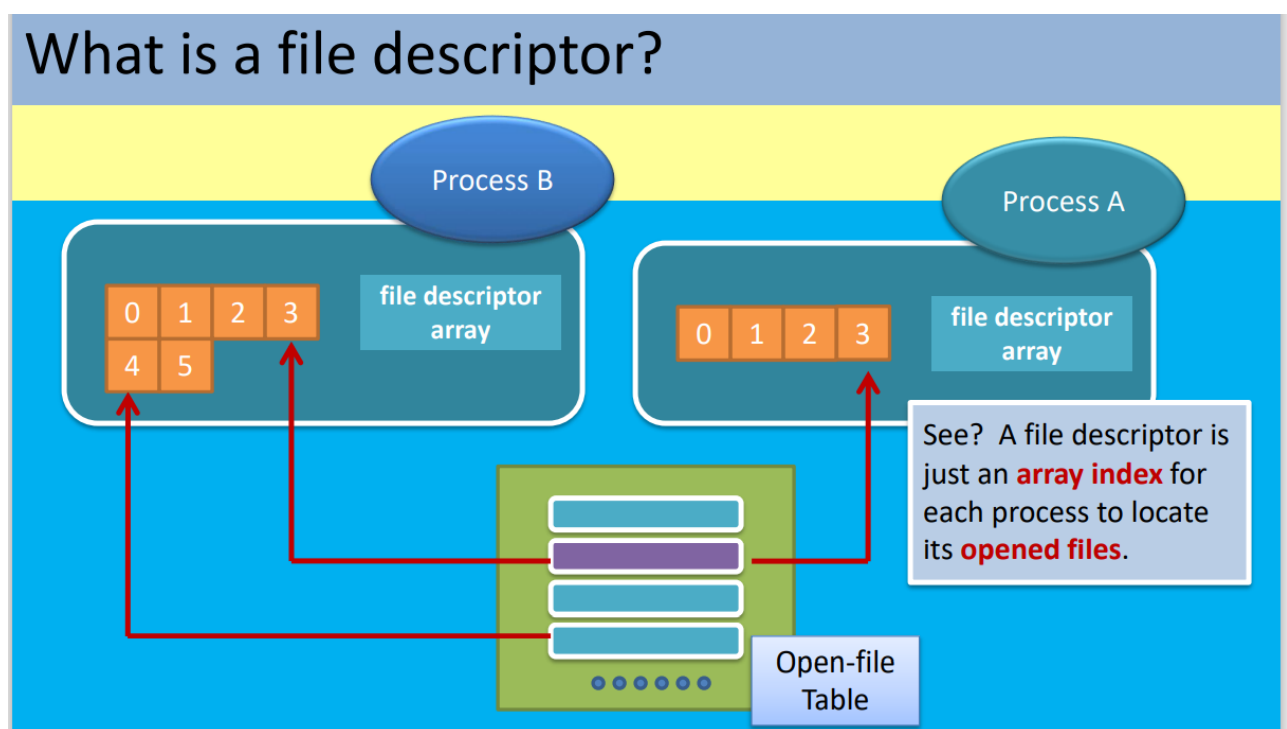 What is a file descriptor?
Process B
Process A
0 1 2 3
4 5
file descriptor
array
0 1 2 3
file descriptor
array
See? A file descriptor is
just an array index for
each process to locate
its opened files.
Open-file
Table